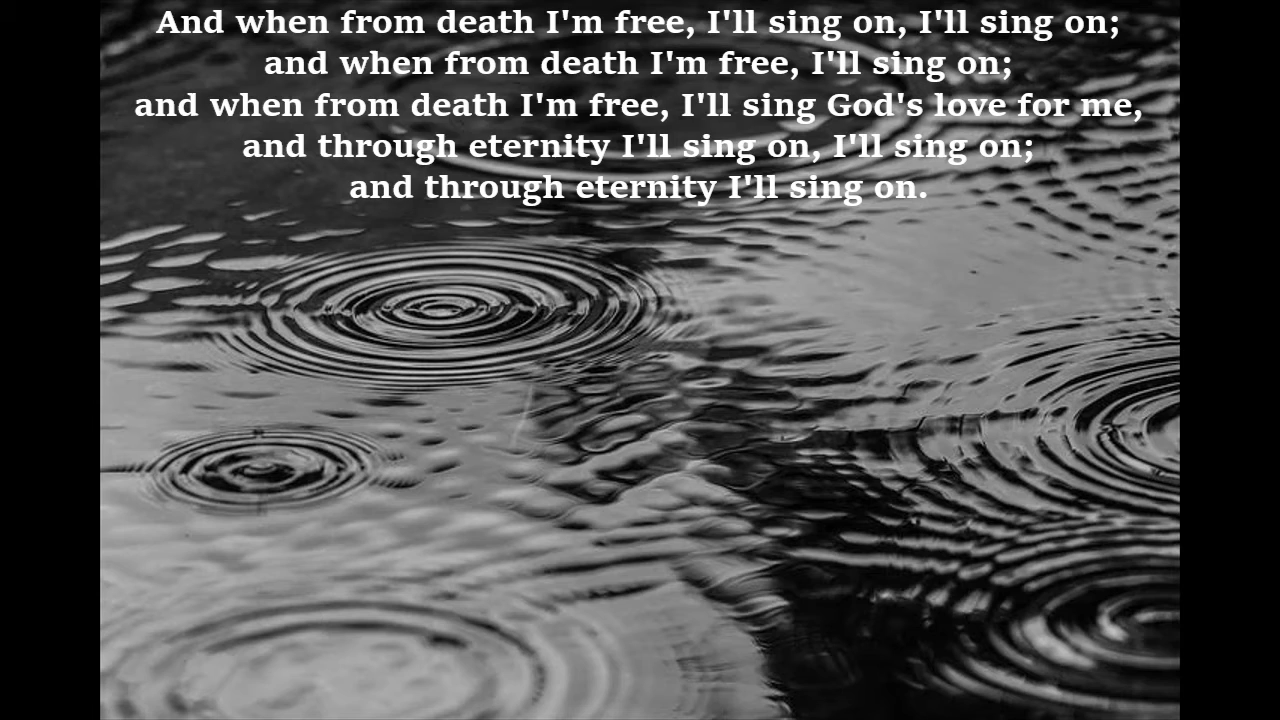 And when from death I'm free, I'll sing on, I'll sing on;
and when from death I'm free, I'll sing on;
and when from death I'm free, I'll sing God's love for me,
and through eternity I'll sing on, I'll sing on;
and through eternity I'll sing on.